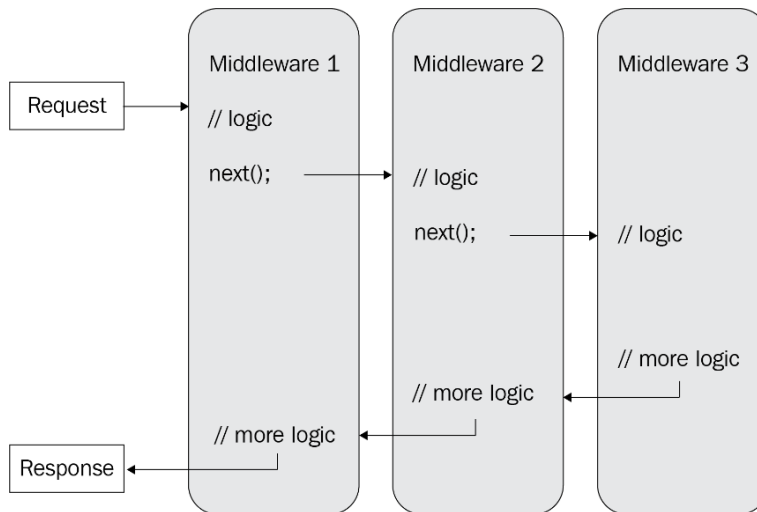 Middleware 1
Middleware 2
Middleware 3
Request
// logic
next();
// logic
next();
// logic
// more logic
// more logic
// more logic
Response